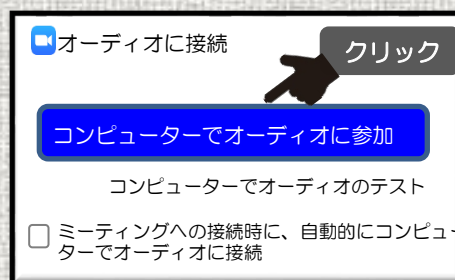 オーディオに接続
クリック
コンピューターでオーディオに参加
コンピューターでオーディオのテスト
ミーティングへの接続時に、自動的にコンピュー
ターでオーディオに接続